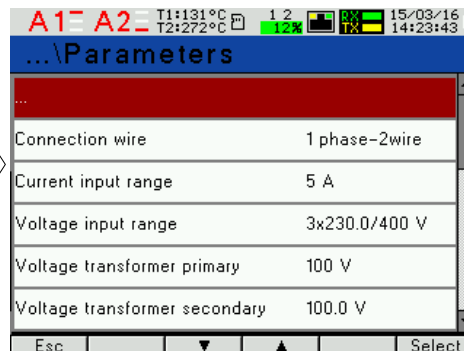 A1 A2 T1:131°C 1 2 RX 15/03/16
T2:272°C 12% TX 14:23:43
...\Parameters
...
Connection wire 1 phase-2wire
Current input range 5 A
Voltage input range 3x230.0/400 V
Voltage transformer primary 100 V
Voltage transformer secondary 100.0 V
Esc ▼ ▲ Select